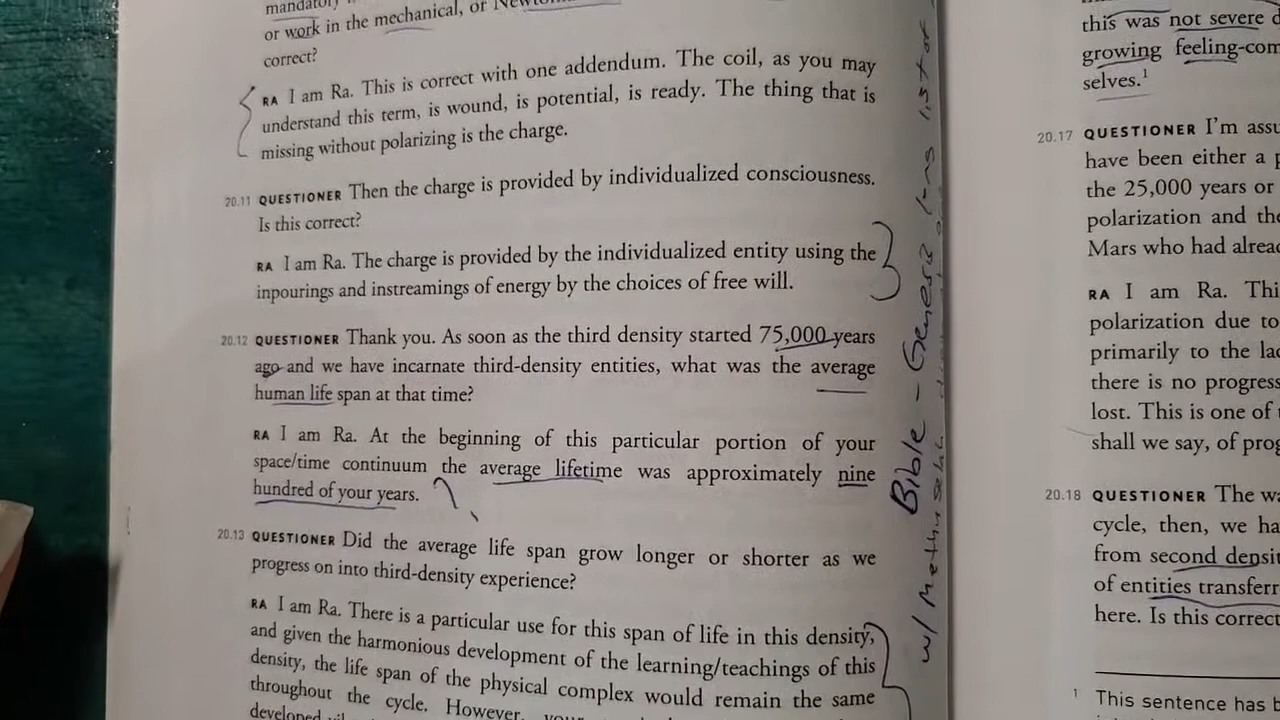 mandatory
or work in the mechanical, or
correct?
RA I am Ra. This is correct with one addendum. The coil, as you may
understand this term, is wound, is potential, is ready. The thing that is
missing without polarizing is the charge.
20.11 QUESTIONER Then the charge is provided by individualized consciousness.
Is this correct?
RA I am Ra. The charge is provided by the individualized entity using the
inpourings and instreamings of energy by the choices of free will.
20.12 QUESTIONER Thank you. As soon as the third density started 75,000 years
ago and we have incarnate third-density entities, what was the average
human life span at that time?
RA I am Ra. At the beginning of this particular portion of your
space/time continuum the average lifetime was approximately nine
hundred of your years.
20.13 QUESTIONER Did the average life span grow longer or shorter as we
progress on into third-density experience?
RA I am Ra. There is a particular use for this span of life in this density,
and given the harmonious development of the learning/teachings of this
density, the life span of the physical complex would remain the same
throughout the cycle. However,
Bible - Genesis has list of
w/ Methuselah
this was not severe
growing
selves.1
20.17 QUESTIONER I'm
have been either a
the 25,000 years or
polarization and
Mars who had
RA I am Ra.
polarization due to
primarily to the
there is no
lost. This is one of
shall we say, of
20.18 QUESTIONER The
cycle, then, we
from second
of entities
here. Is this
1 This sentence has